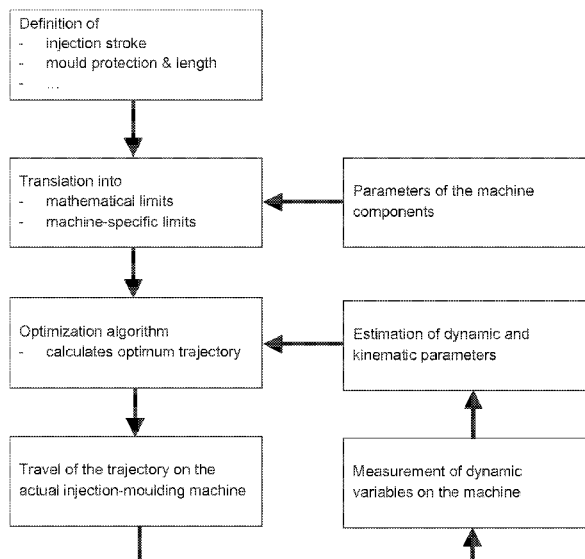 Definition of
- injection stroke
- mould protection & length
- ...
Translation into
- mathematical limits
- machine-specific limits
Parameters of the machine
components
Optimization algorithm
- calculates optimum trajectory
Estimation of dynamic and
kinematic parameters
Travel of the trajectory on the
actual injection-moulding machine
Measurement of dynamic
variables on the machine